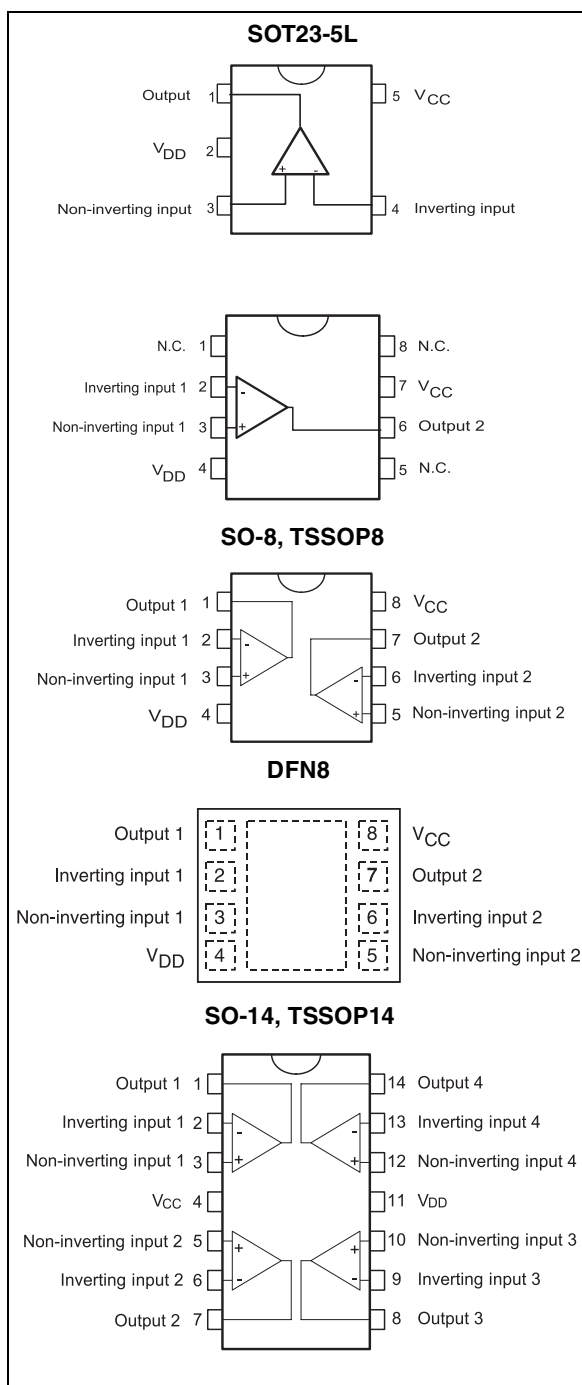 SOT23-5L
Output 1 5 VCC
VDD 2
+ -
Non-inverting input 3 4 Inverting input
N.C. 1 8 N.C.
Inverting input 1 2 - 7 VCC
Non-inverting input 1 3 + 6 Output 2
VDD 4 5 N.C.
SO-8, TSSOP8
Output 1 1 8 VCC
Inverting input 1 2 - 7 Output 2
Non-inverting input 1 3 + - 6 Inverting input 2
VDD 4 + 5 Non-inverting input 2
DFN8
Output 1 1 8 VCC
Inverting input 1 2 7 Output 2
Non-inverting input 1 3 6 Inverting input 2
VDD 4 5 Non-inverting input 2
SO-14, TSSOP14
Output 1 1 14 Output 4
Inverting input 1 2 - - 13 Inverting input 4
Non-inverting input 1 3 + + 12 Non-inverting input 4
VCC 4 11 VDD
Non-inverting input 2 5 + + 10 Non-inverting input 3
Inverting input 2 6 - - 9 Inverting input 3
Output 2 7 8 Output 3